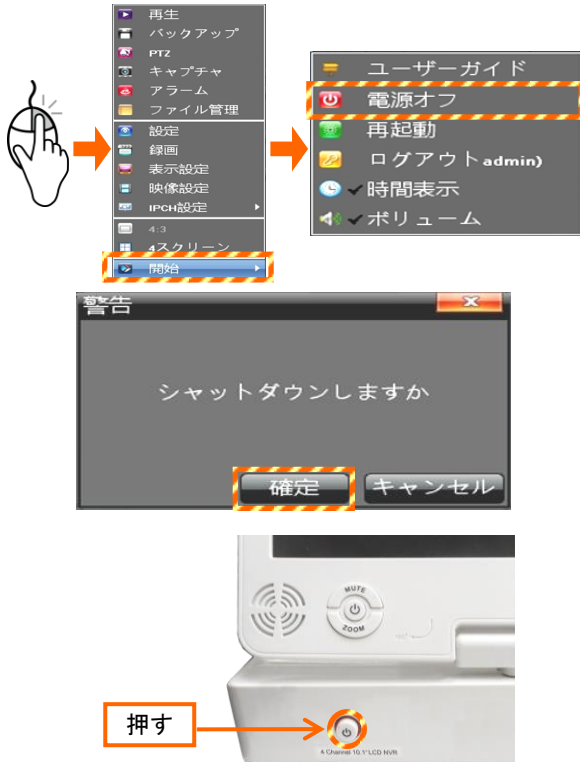 再生
バックアップ
PTZ
キャプチャ
アラーム
ファイル管理
設定
録画
表示設定
映像設定
IPCH設定
4:3
4スクリーン
開始
ユーザーガイド
電源オフ
再起動
ログアウトadmin)
時間表示
ボリューム
警告
シャットダウンしますか
確定
キャンセル
MUTE
ZOOM
押す
4 Channel 10.1"LCD NVR